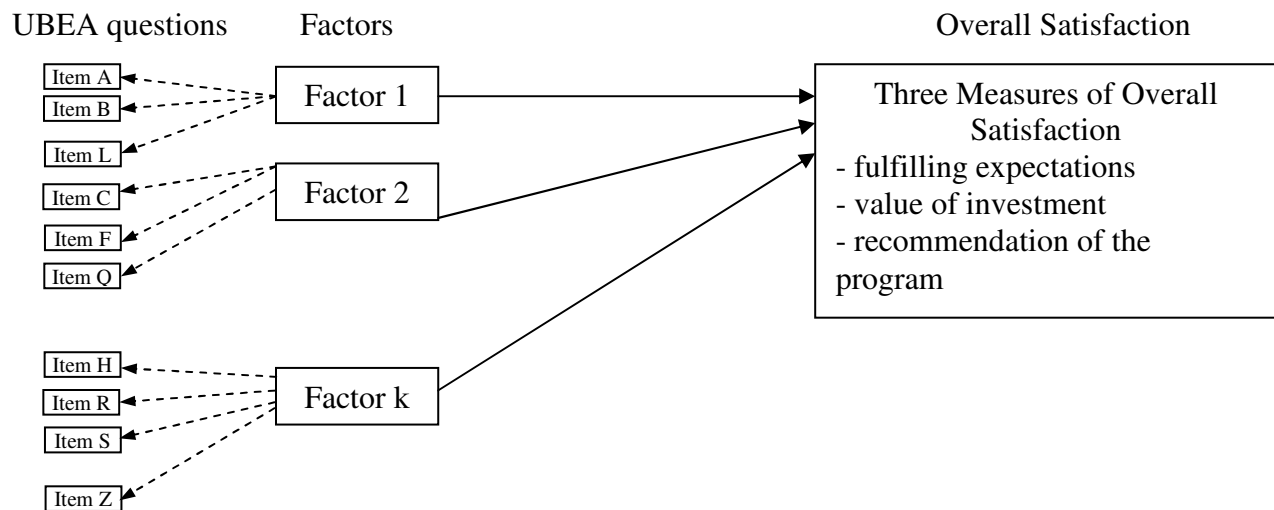 UBEA questions
Factors
Overall Satisfaction
Item A
Item B
Item L
Item C
Item F
Item Q
Item H
Item R
Item S
Item Z
Factor 1
Factor 2
Factor k
Three Measures of Overall
Satisfaction
- fulfilling expectations
- value of investment
- recommendation of the
program